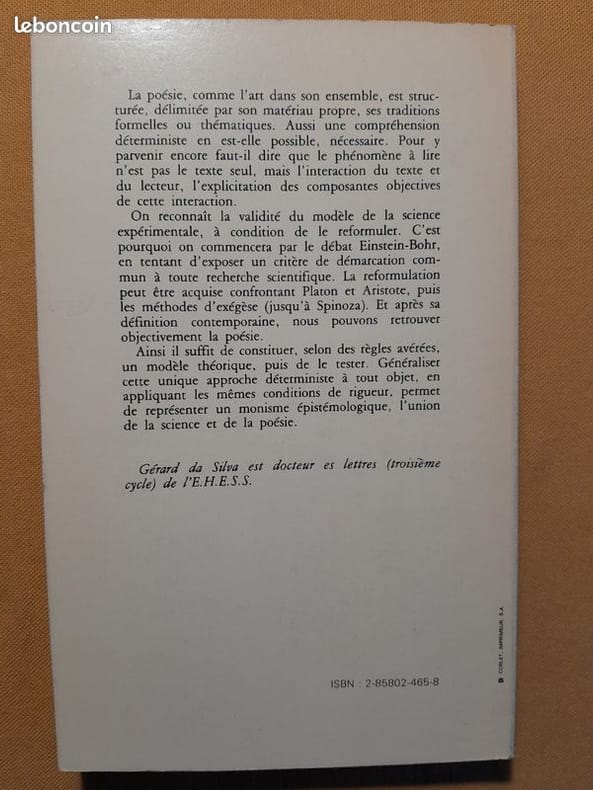 leboncoin
La poésie, comme l'art dans son ensemble, est struc-
turée, délimitée par son matériau propre, ses traditions
formelles ou thématiques. Aussi une compréhension
déterministe en est-elle possible, nécessaire. Pour y
parvenir encore faut-il dire que le phénomène à lire
n'est pas le texte seul, mais l'interaction du texte et
du lecteur, l'explicitation des composantes objectives
de cette interaction.
On reconnaît la validité du modèle de la science
expérimentale, à condition de le reformuler. C'est
pourquoi on commencera par le débat Einstein-Bohr,
en tentant d'exposer un critère de démarcation com-
mun à toute recherche scientifique. La reformulation
peut être acquise confrontant Platon et Aristote, puis
les méthodes d'exégèse (jusqu'à Spinoza). Et après sa
définition contemporaine, nous pouvons retrouver
objectivement la poésie.
Ainsi il suffit de constituer, selon des règles avérées,
un modèle théorique, puis de le tester. Généraliser
cette unique approche déterministe à tout objet, en
appliquant les mêmes conditions de rigueur, permet
de représenter un monisme épistémologique, l'union
de la science et de la poésie.
Gérard da Silva est docteur es lettres (troisième
cycle) de l'E.H.E.S.S.
CORLET, IMPRIMEUR, S.A.
ISBN : 2-85802-465-8